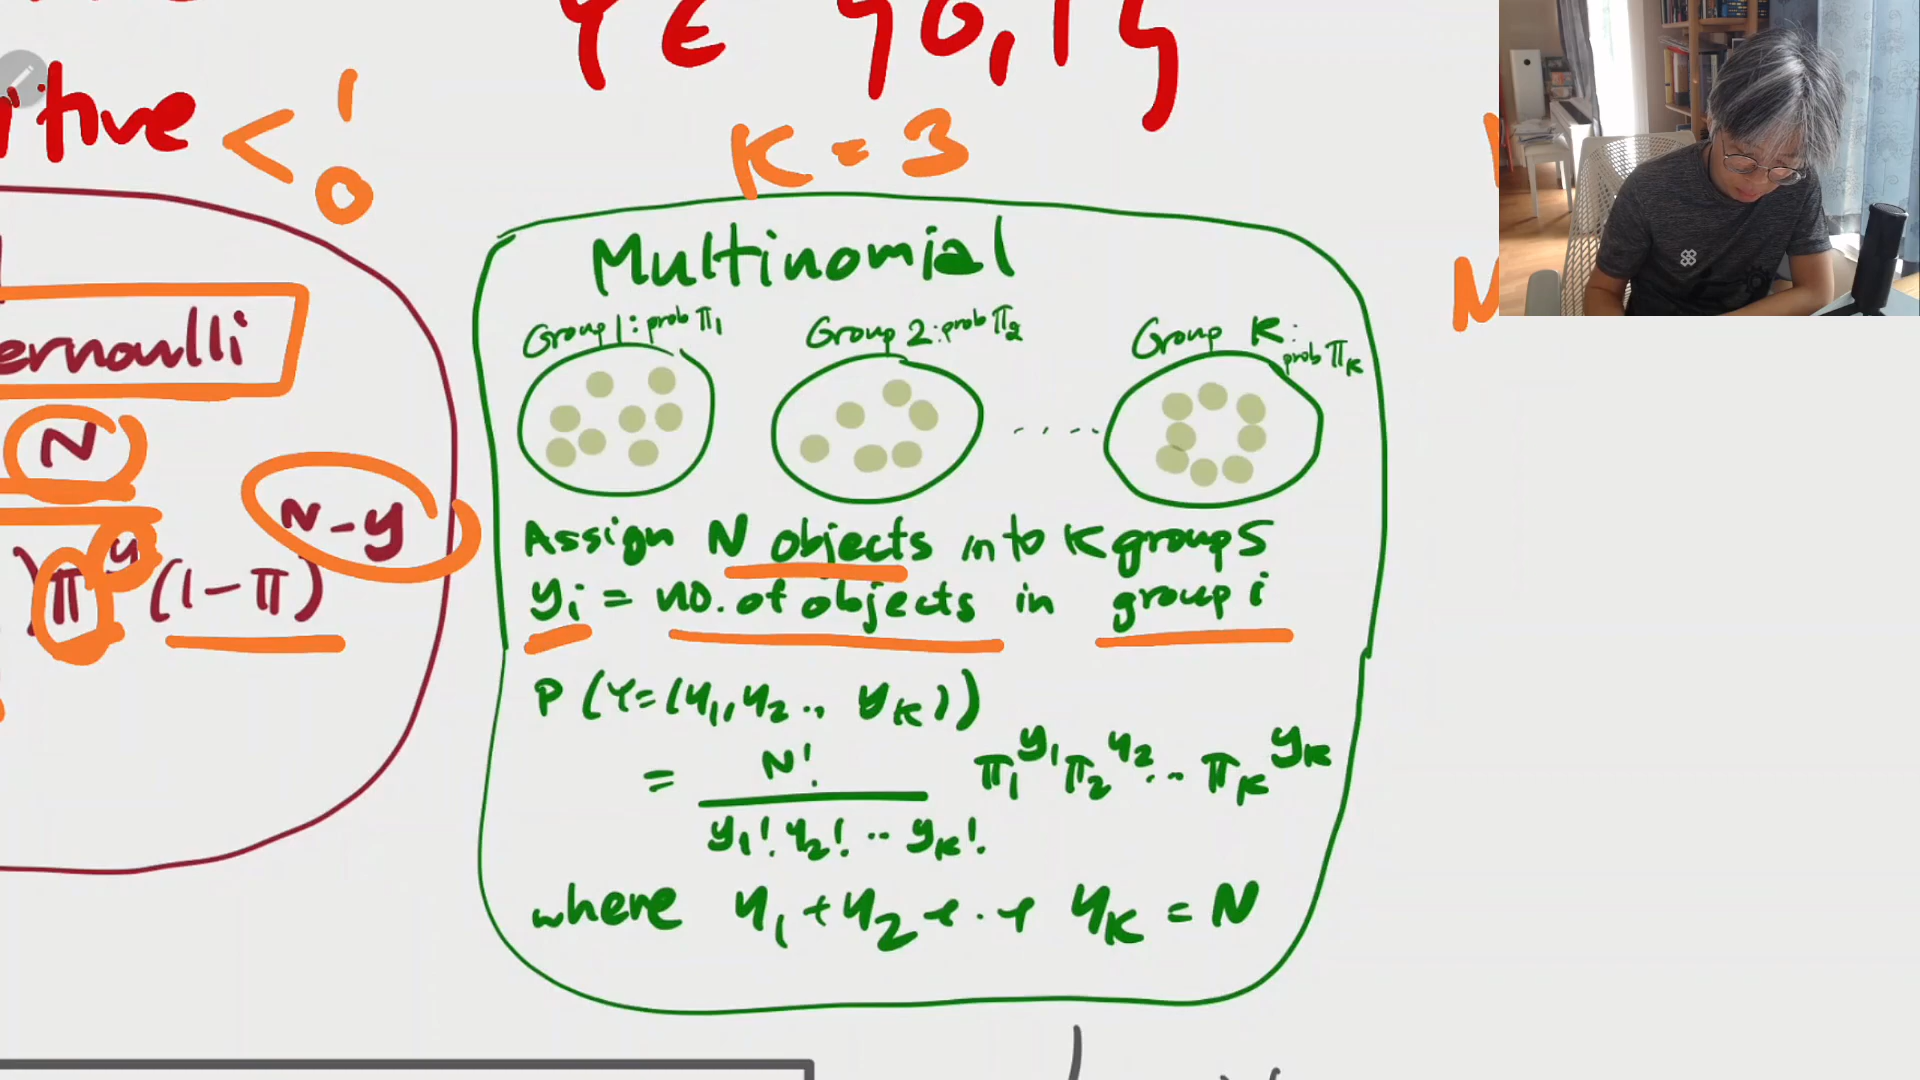 Y ∈ {0,1}
itive < 1
0
K = 3
Multinomial
Group 1: prob π₁
Group 2: prob π₂
Group K: prob πₖ
ernoulli
N
N-y
) π^y (1-π)
Assign N objects into K groups
yᵢ = no. of objects in group i
P (Y=(y₁, y₂ .. yₖ))
= N! / y₁! y₂! .. yₖ! π₁^y₁ π₂^y₂ .. πₖ^yₖ
where y₁ + y₂ + . + yₖ = N